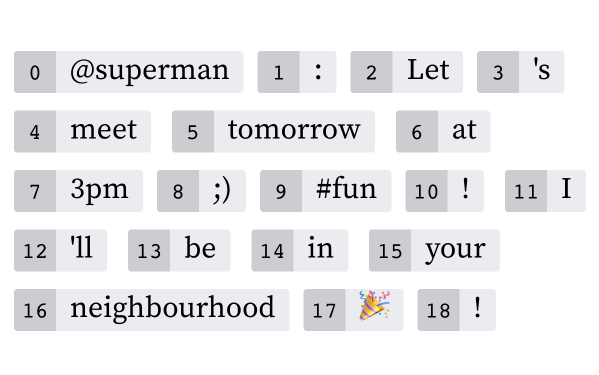 0 @superman 1 : 2 Let 3 's
4 meet 5 tomorrow 6 at
7 3pm 8 ;) 9 #fun 10 ! 11 I
12 'll 13 be 14 in 15 your
16 neighbourhood 17 🎉 18 !